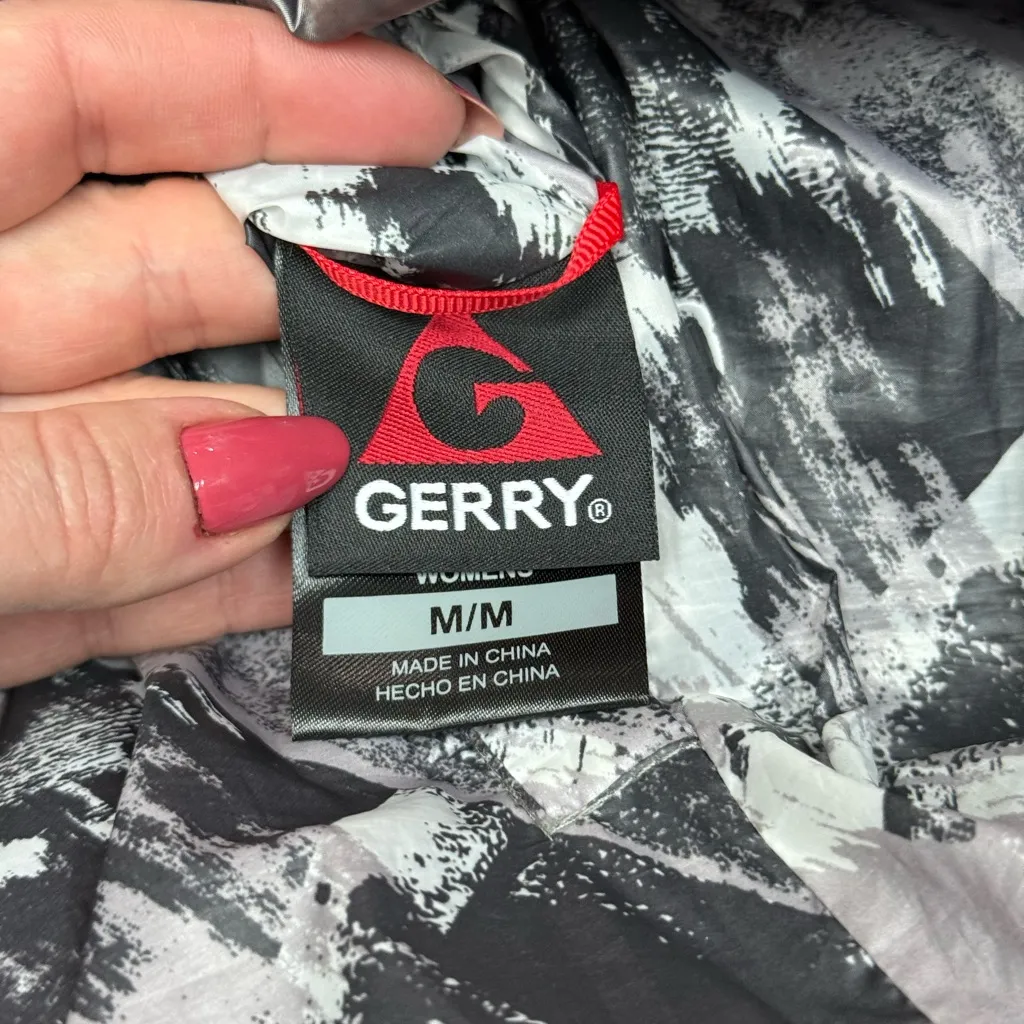 GERRY®
WOMENS
M/M
MADE IN CHINA
HECHO EN CHINA